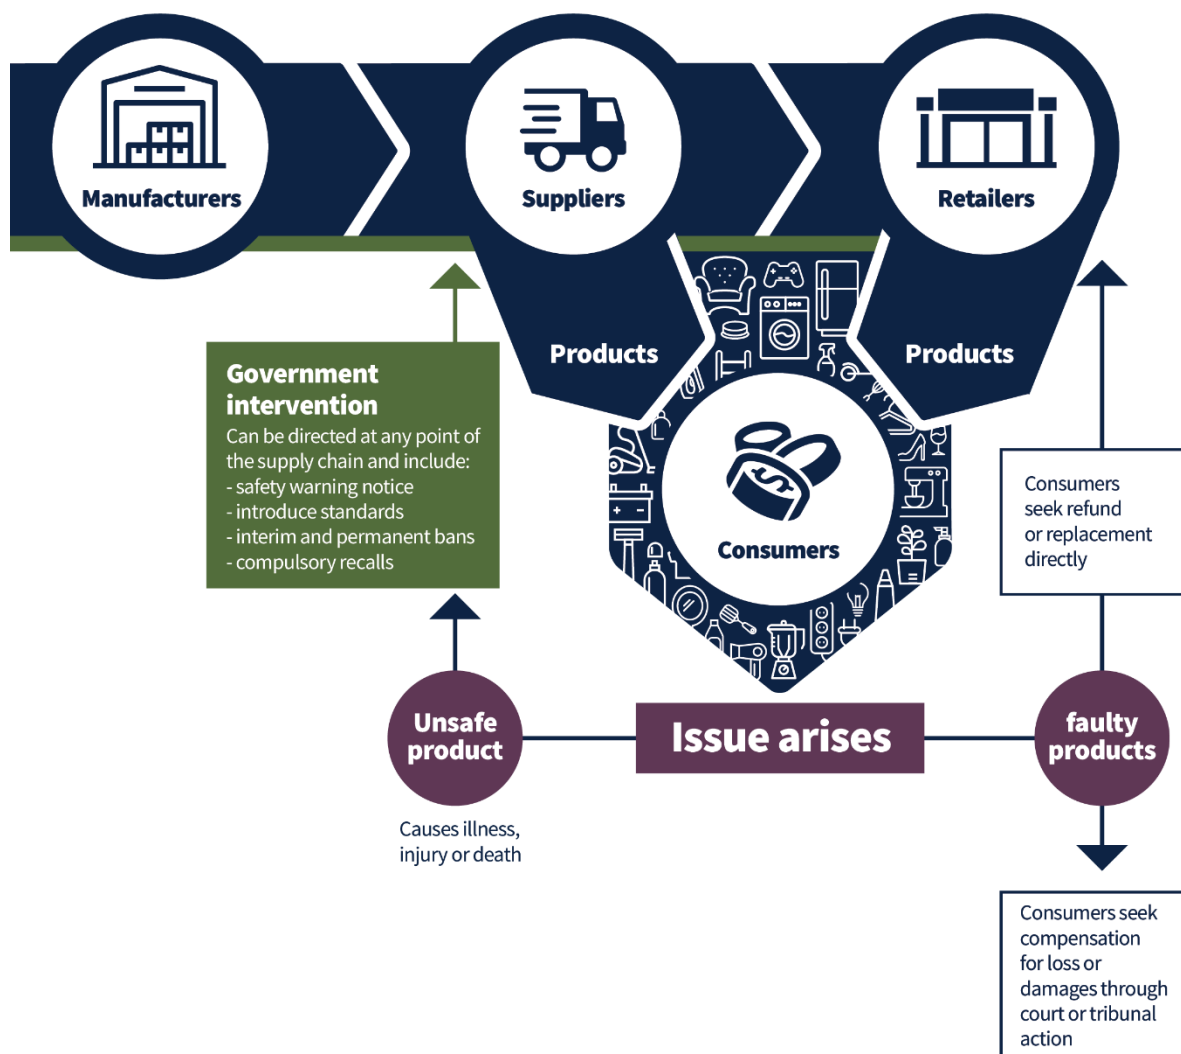 Manufacturers
Suppliers
Retailers
Products
Products
Government
intervention
Can be directed at any point of
the supply chain and include:
- safety warning notice
- introduce standards
- interim and permanent bans
- compulsory recalls
Consumers
Consumers
seek refund
or replacement
directly
Unsafe
product
Issue arises
faulty
products
Causes illness,
injury or death
Consumers seek
compensation
for loss or
damages through
court or tribunal
action